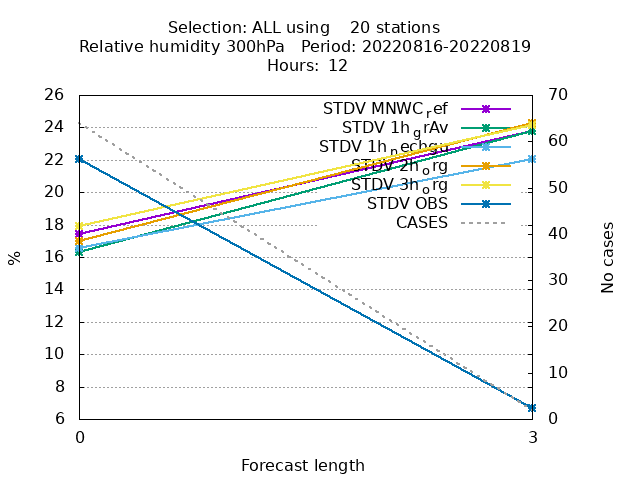 Selection: ALL using 20 stations
Relative humidity 300hPa Period: 20220816-20220819
Hours: 12
26
24
22
20
18
16
14
12
10
8
6
%
70
60
50
40
30
20
10
0
No cases
STDV MNWC_ref
STDV 1h_grAv
STDV 1h_nechgu
STDV 2h_org
STDV 3h_org
STDV OBS
CASES
0 3
Forecast length